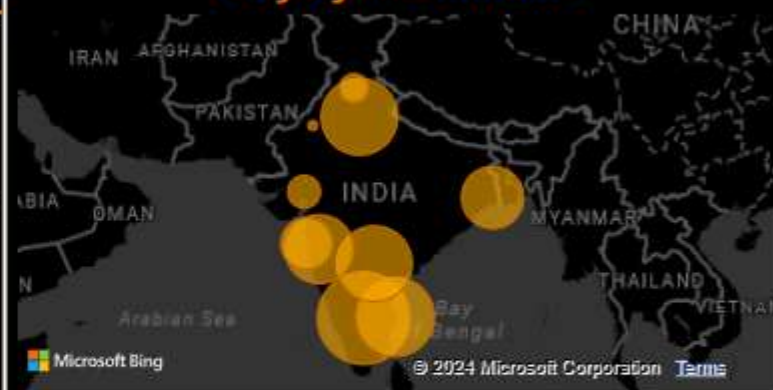 CHINA
IRAN
AFGHANISTAN
PAKISTAN
INDIA
ABIA
OMAN
MYANMAR
N
THAILAND
VIETNA
Arabian Sea
Bay
Bengal
Microsoft Bing
© 2024 Microsoft Corporation Terms